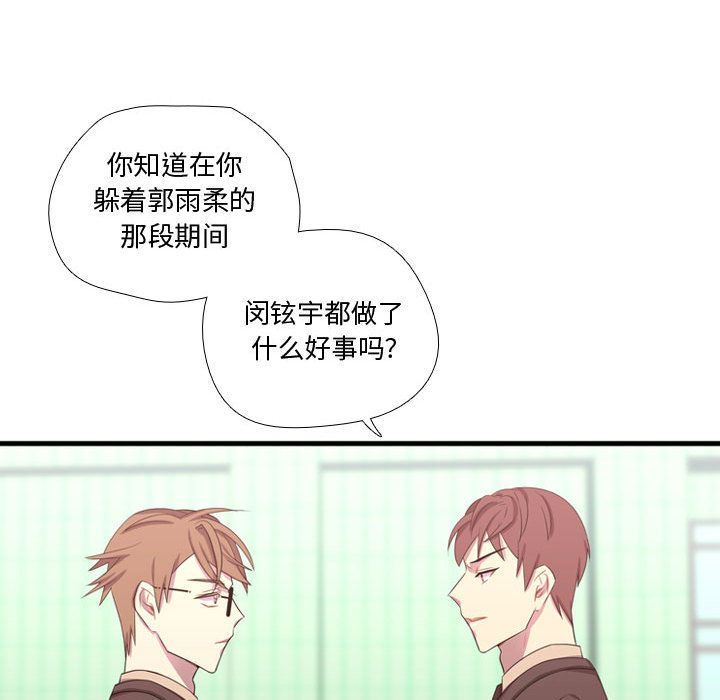 你知道在你
躲着郭雨柔的
那段期间
闵铉宇都做了
什么好事吗?